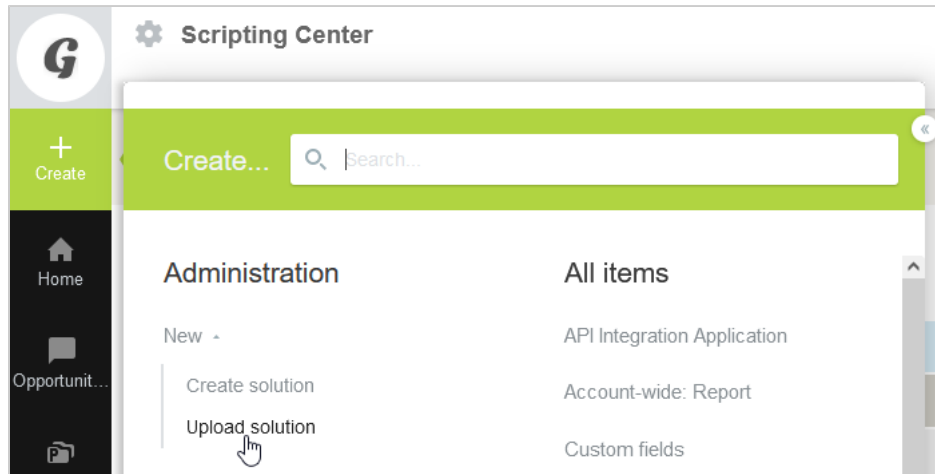 G
Scripting Center
Create
Create...
Search...
«
Home
Opportunit...
P
Administration
New
Create solution
Upload solution
All items
API Integration Application
Account-wide: Report
Custom fields